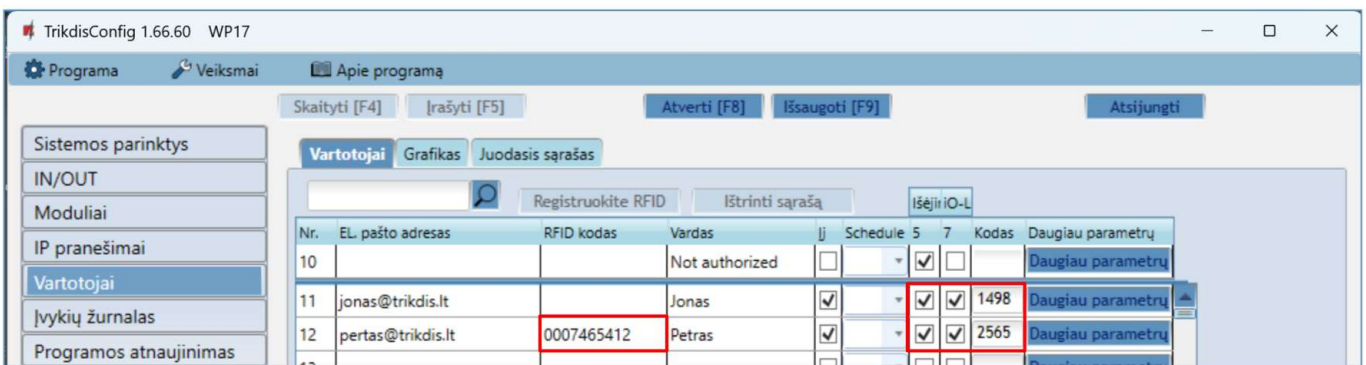 TrikdisConfig 1.66.60 WP17
Programa Veiksmai Apie programą
Skaityti [F4] Įrašyti [F5] Atverti [F8] Išsaugoti [F9] Atsijungti
Sistemos parinktys
IN/OUT
Moduliai
IP pranešimai
Vartotojai
Įvykių žurnalas
Programos atnaujinimas
Vartotojai Grafikas Juodasis sąrašas
Registruokite RFID Ištrinti sąrašą
Išėjir iO-L
Nr. EL. pašto adresas RFID kodas Vardas Įj Schedule 5 7 Kodas Daugiau parametrų
10 Not authorized Daugiau parametrų
11 jonas@trikdis.lt Jonas 1498 Daugiau parametrų
12 pertas@trikdis.lt 0007465412 Petras 2565 Daugiau parametrų